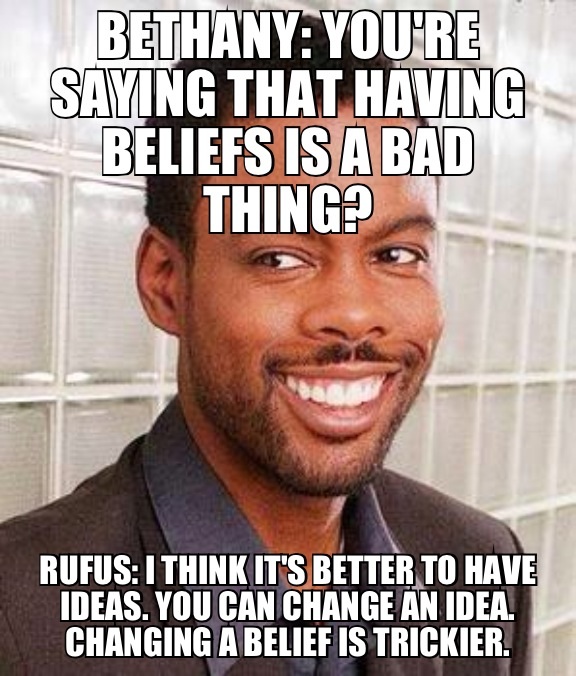 BETHANY: YOU'RE
SAYING THAT HAVING
BELIEFS IS A BAD
THING?
RUFUS: I THINK IT'S BETTER TO HAVE
IDEAS. YOU CAN CHANGE AN IDEA.
CHANGING A BELIEF IS TRICKIER.